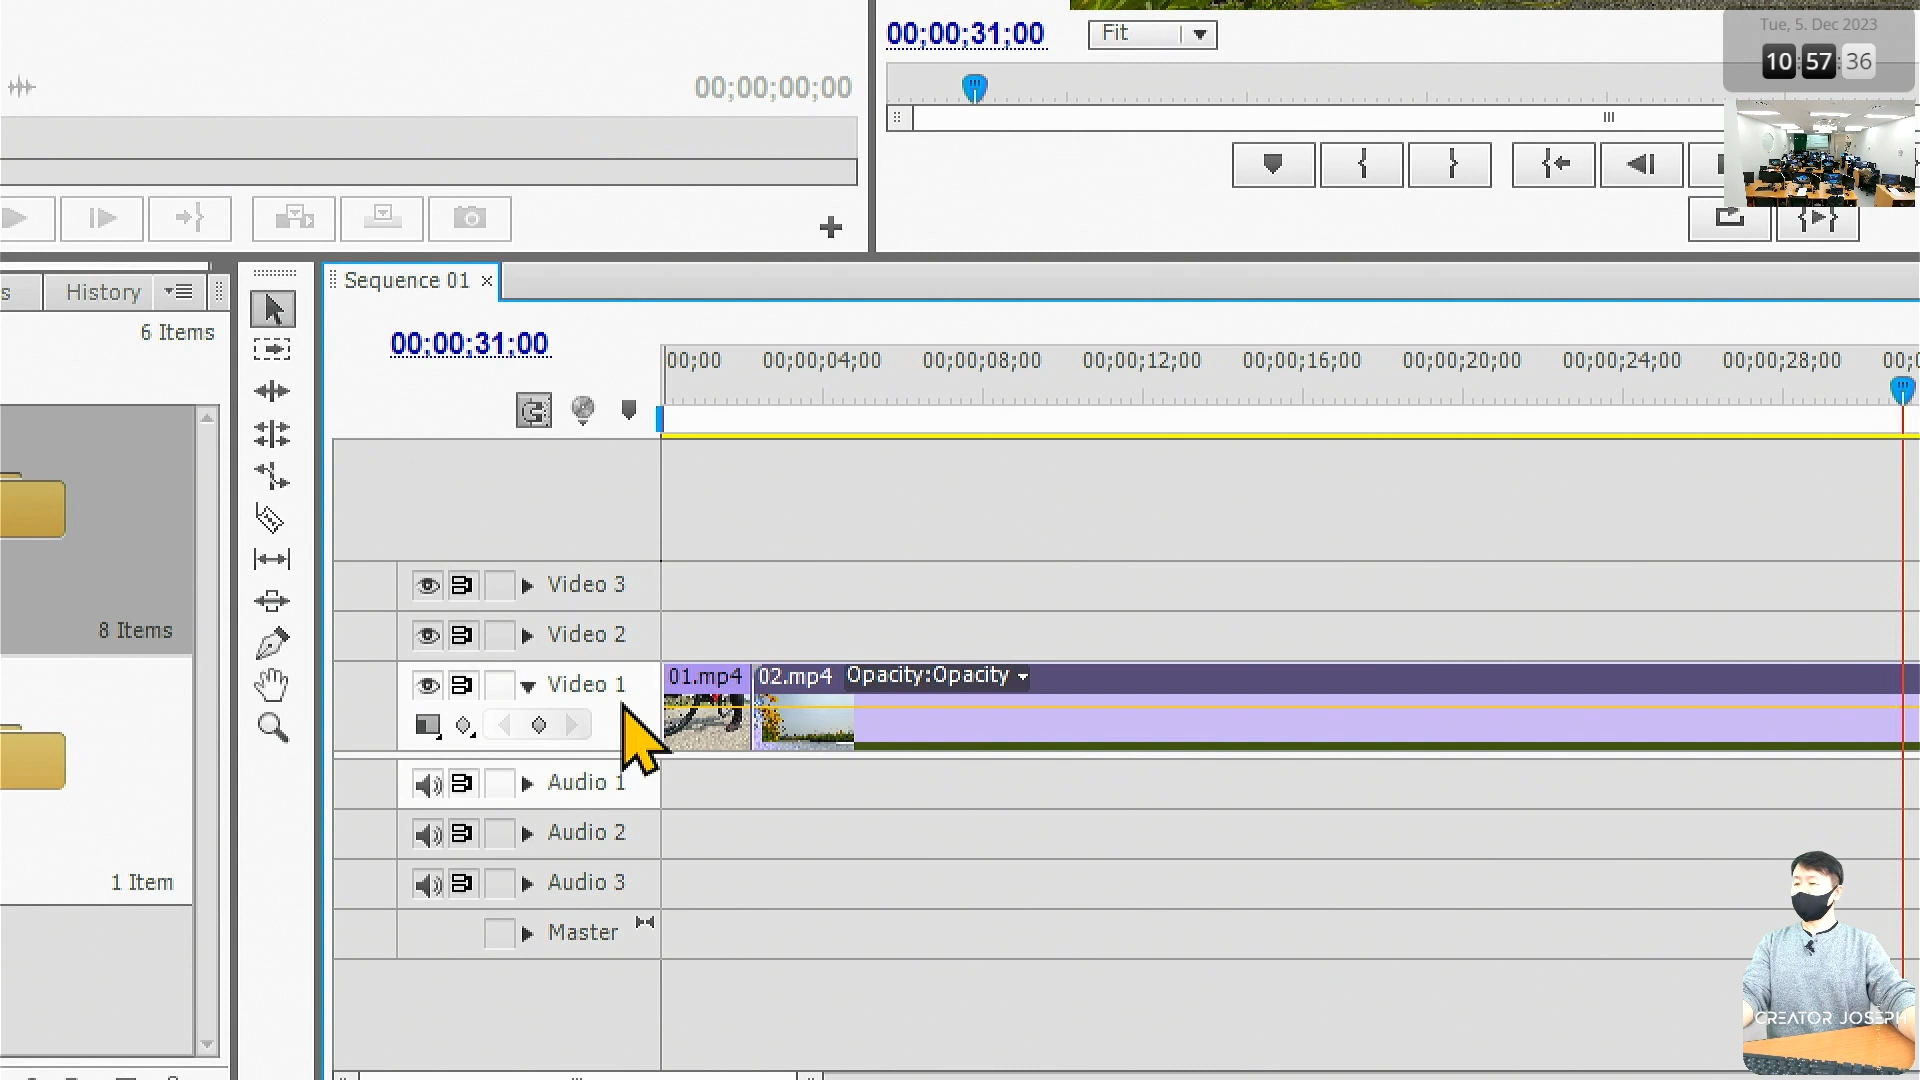 00;00;31;00
Fit
Tue, 5. Dec 2023
10 57 36
00;00;00;00
s
History
Sequence 01
6 Items
00;00;31;00
00;00 00;00;04;00 00;00;08;00 00;00;12;00 00;00;16;00 00;00;20;00 00;00;24;00 00;00;28;00 00;0
Video 3
8 Items
Video 2
Video 1
01.mp4
02.mp4 Opacity:Opacity
Audio 1
Audio 2
Audio 3
1 Item
Master
CREATOR JOSEPH